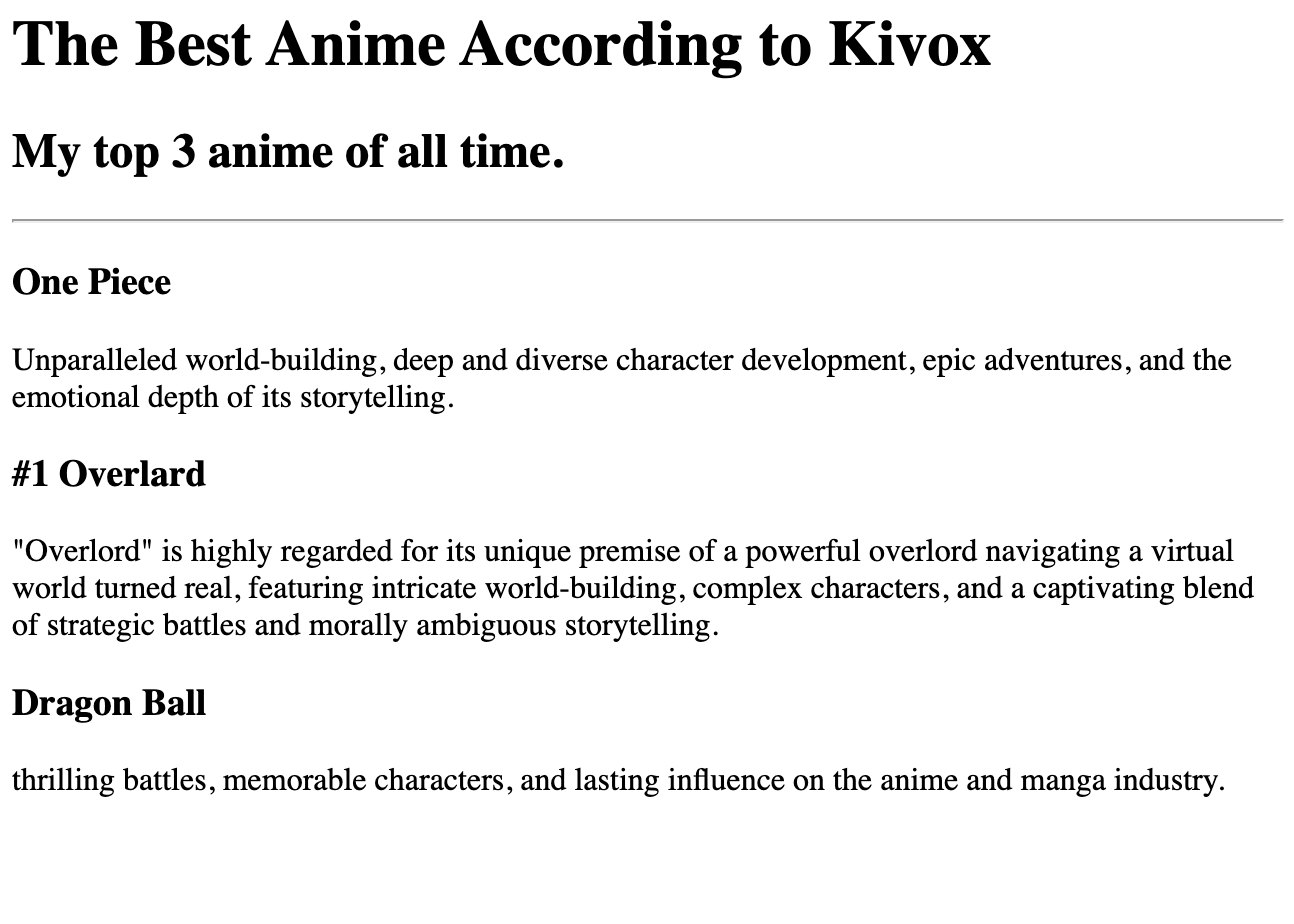 The Best Anime According to Kivox
My top 3 anime of all time.
One Piece
Unparalleled world-building, deep and diverse character development, epic adventures, and the
emotional depth of its storytelling.
#1 Overlard
"Overlord" is highly regarded for its unique premise of a powerful overlord navigating a virtual
world turned real, featuring intricate world-building, complex characters, and a captivating blend
of strategic battles and morally ambiguous storytelling.
Dragon Ball
thrilling battles, memorable characters, and lasting influence on the anime and manga industry.